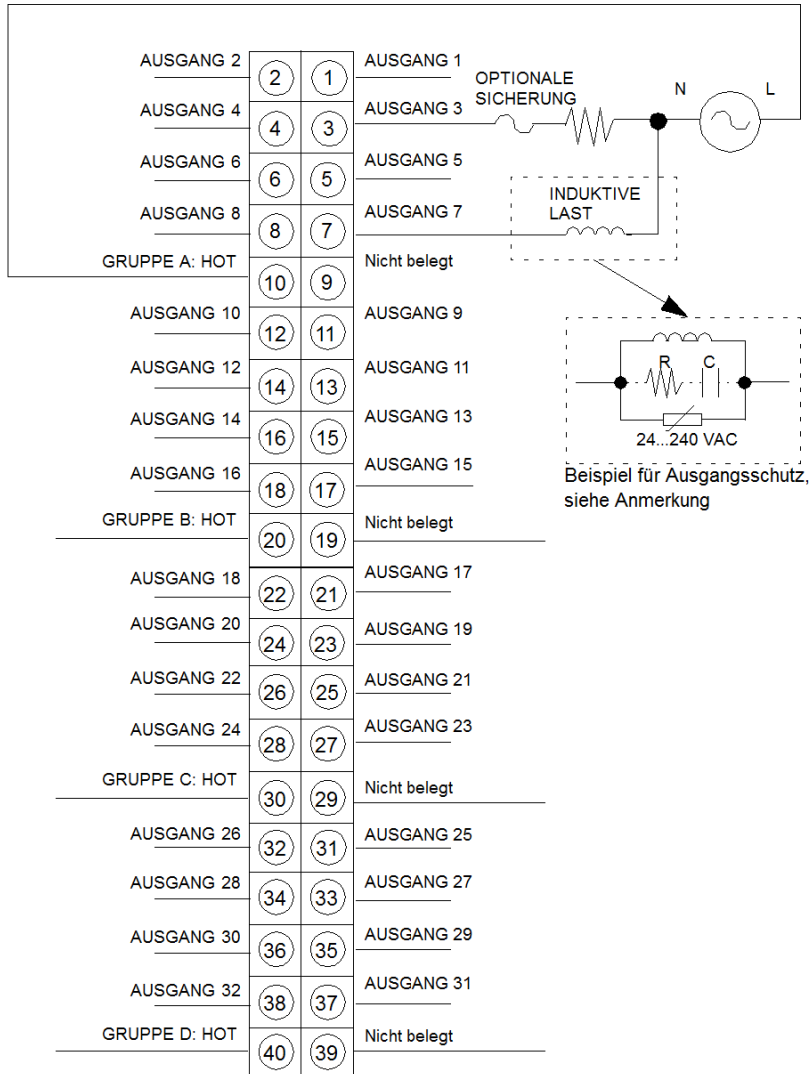 AUSGANG 2 2 1 AUSGANG 1
OPTIONALE
SICHERUNG
N L
AUSGANG 4 4 3 AUSGANG 3
AUSGANG 6 6 5 AUSGANG 5
INDUKTIVE
LAST
AUSGANG 8 8 7 AUSGANG 7
GRUPPE A: HOT 10 9 Nicht belegt
AUSGANG 10 12 11 AUSGANG 9
R C
24...240 VAC
Beispiel für Ausgangsschutz,
siehe Anmerkung
AUSGANG 12 14 13 AUSGANG 11
AUSGANG 14 16 15 AUSGANG 13
AUSGANG 16 18 17 AUSGANG 15
GRUPPE B: HOT 20 19 Nicht belegt
AUSGANG 18 22 21 AUSGANG 17
AUSGANG 20 24 23 AUSGANG 19
AUSGANG 22 26 25 AUSGANG 21
AUSGANG 24 28 27 AUSGANG 23
GRUPPE C: HOT 30 29 Nicht belegt
AUSGANG 26 32 31 AUSGANG 25
AUSGANG 28 34 33 AUSGANG 27
AUSGANG 30 36 35 AUSGANG 29
AUSGANG 32 38 37 AUSGANG 31
GRUPPE D: HOT 40 39 Nicht belegt